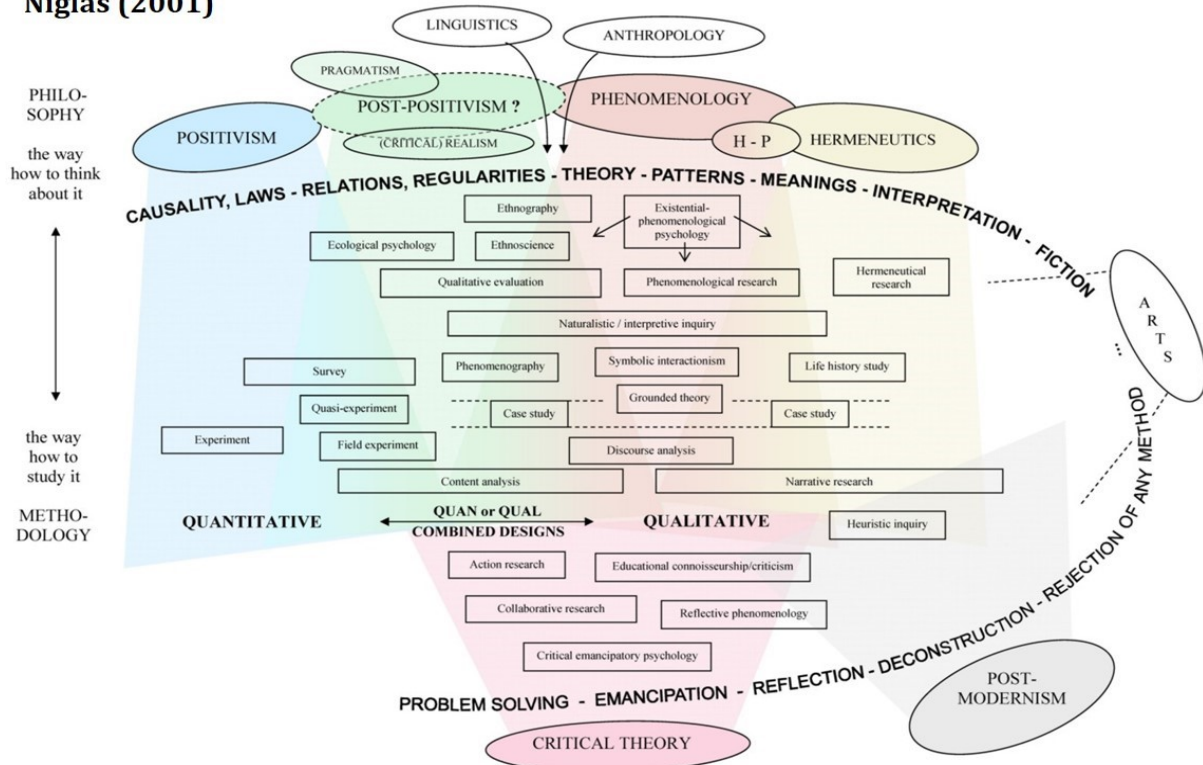 Niglas (2001)
LINGUISTICS
ANTHROPOLOGY
PRAGMATISM
PHILO-
SOPHY
the way
how to think
about it
POSITIVISM
POST-POSITIVISM ?
(CRITICAL) REALISM
PHENOMENOLOGY
H - P
HERMENEUTICS
CAUSALITY, LAWS - RELATIONS, REGULARITIES - THEORY - PATTERNS - MEANINGS - INTERPRETATION - FICTION
Ethnography
Existential-
phenomenological
psychology
Ecological psychology
Ethnoscience
Qualitative evaluation
Phenomenological research
Hermeneutical
research
A
R
T
S
...
Naturalistic / interpretive inquiry
Survey
Phenomenography
Symbolic interactionism
Life history study
Quasi-experiment
Case study
Grounded theory
Case study
the way
how to
study it
Experiment
Field experiment
Discourse analysis
Content analysis
Narrative research
METHO-
DOLOGY
QUANTITATIVE
QUAN or QUAL
COMBINED DESIGNS
QUALITATIVE
Heuristic inquiry
Action research
Educational connoisseurship/criticism
Collaborative research
Reflective phenomenology
Critical emancipatory psychology
PROBLEM SOLVING - EMANCIPATION - REFLECTION - DECONSTRUCTION - REJECTION OF ANY METHOD
POST-
MODERNISM
CRITICAL THEORY